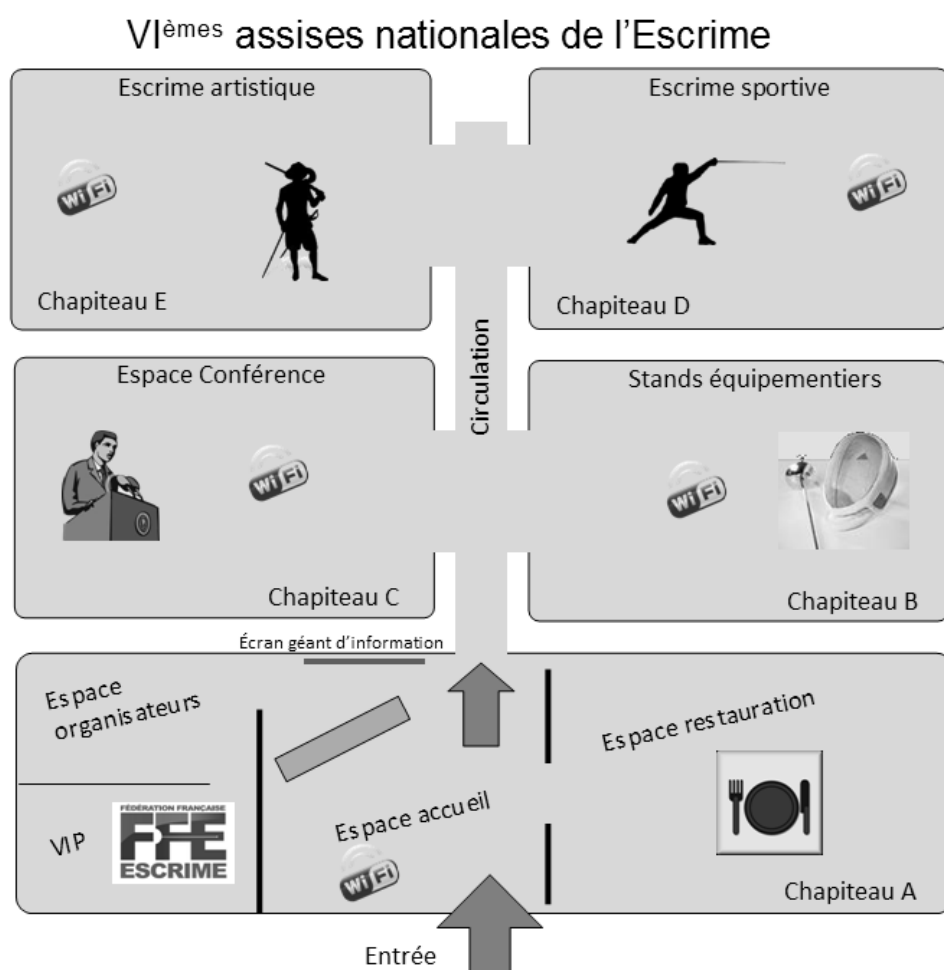 VIèmes assises nationales de l'Escrime
Escrime artistique
WiFi
Chapiteau E
Escrime sportive
WiFi
Chapiteau D
Circulation
Espace Conférence
WiFi
Chapiteau C
Stands équipementiers
WiFi
Chapiteau B
Écran géant d'information
Espace
organisateurs
VIP
FÉDÉRATION FRANÇAISE
FFE
ESCRIME
Espace accueil
WiFi
Espace restauration
Chapiteau A
Entrée